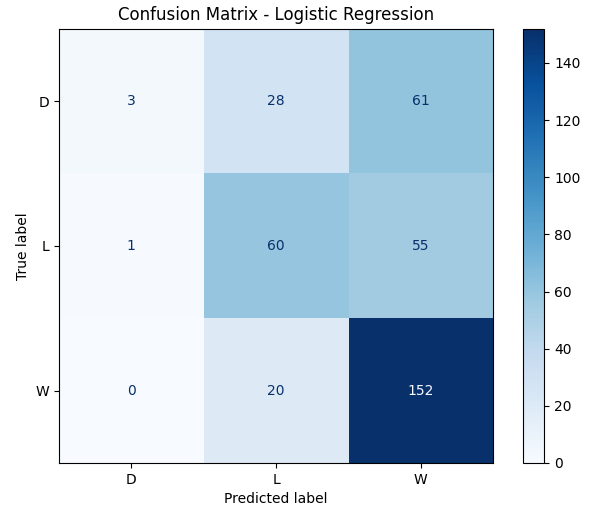 Confusion Matrix - Logistic Regression
True label
D 3 28 61
L 1 60 55
W 0 20 152
D L W
Predicted label
140
120
100
80
60
40
20
0